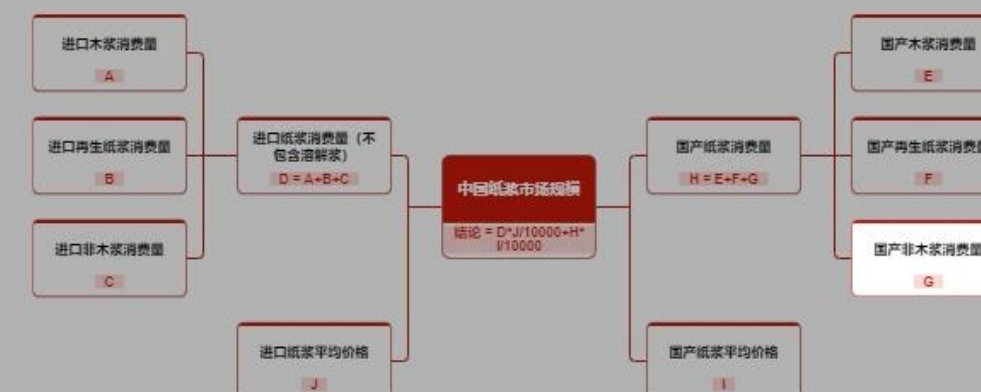 进口木浆消费量
A
国产木浆消费量
E
进口再生纸浆消费量
B
进口纸浆消费量（不
包含溶解浆）
D = A+B+C
中国纸浆市场规模
结论 = D*J/10000+H*
I/10000
国产纸浆消费量
H = E+F+G
国产再生纸浆消费量
F
进口非木浆消费量
C
国产非木浆消费量
G
进口纸浆平均价格
J
国产纸浆平均价格
I